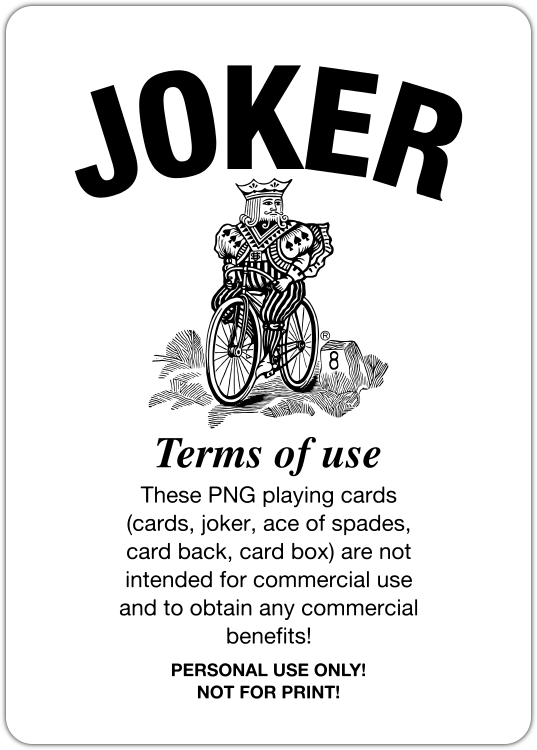 JOKER
®
8
Terms of use
These PNG playing cards
(cards, joker, ace of spades,
card back, card box) are not
intended for commercial use
and to obtain any commercial
benefits!
PERSONAL USE ONLY!
NOT FOR PRINT!